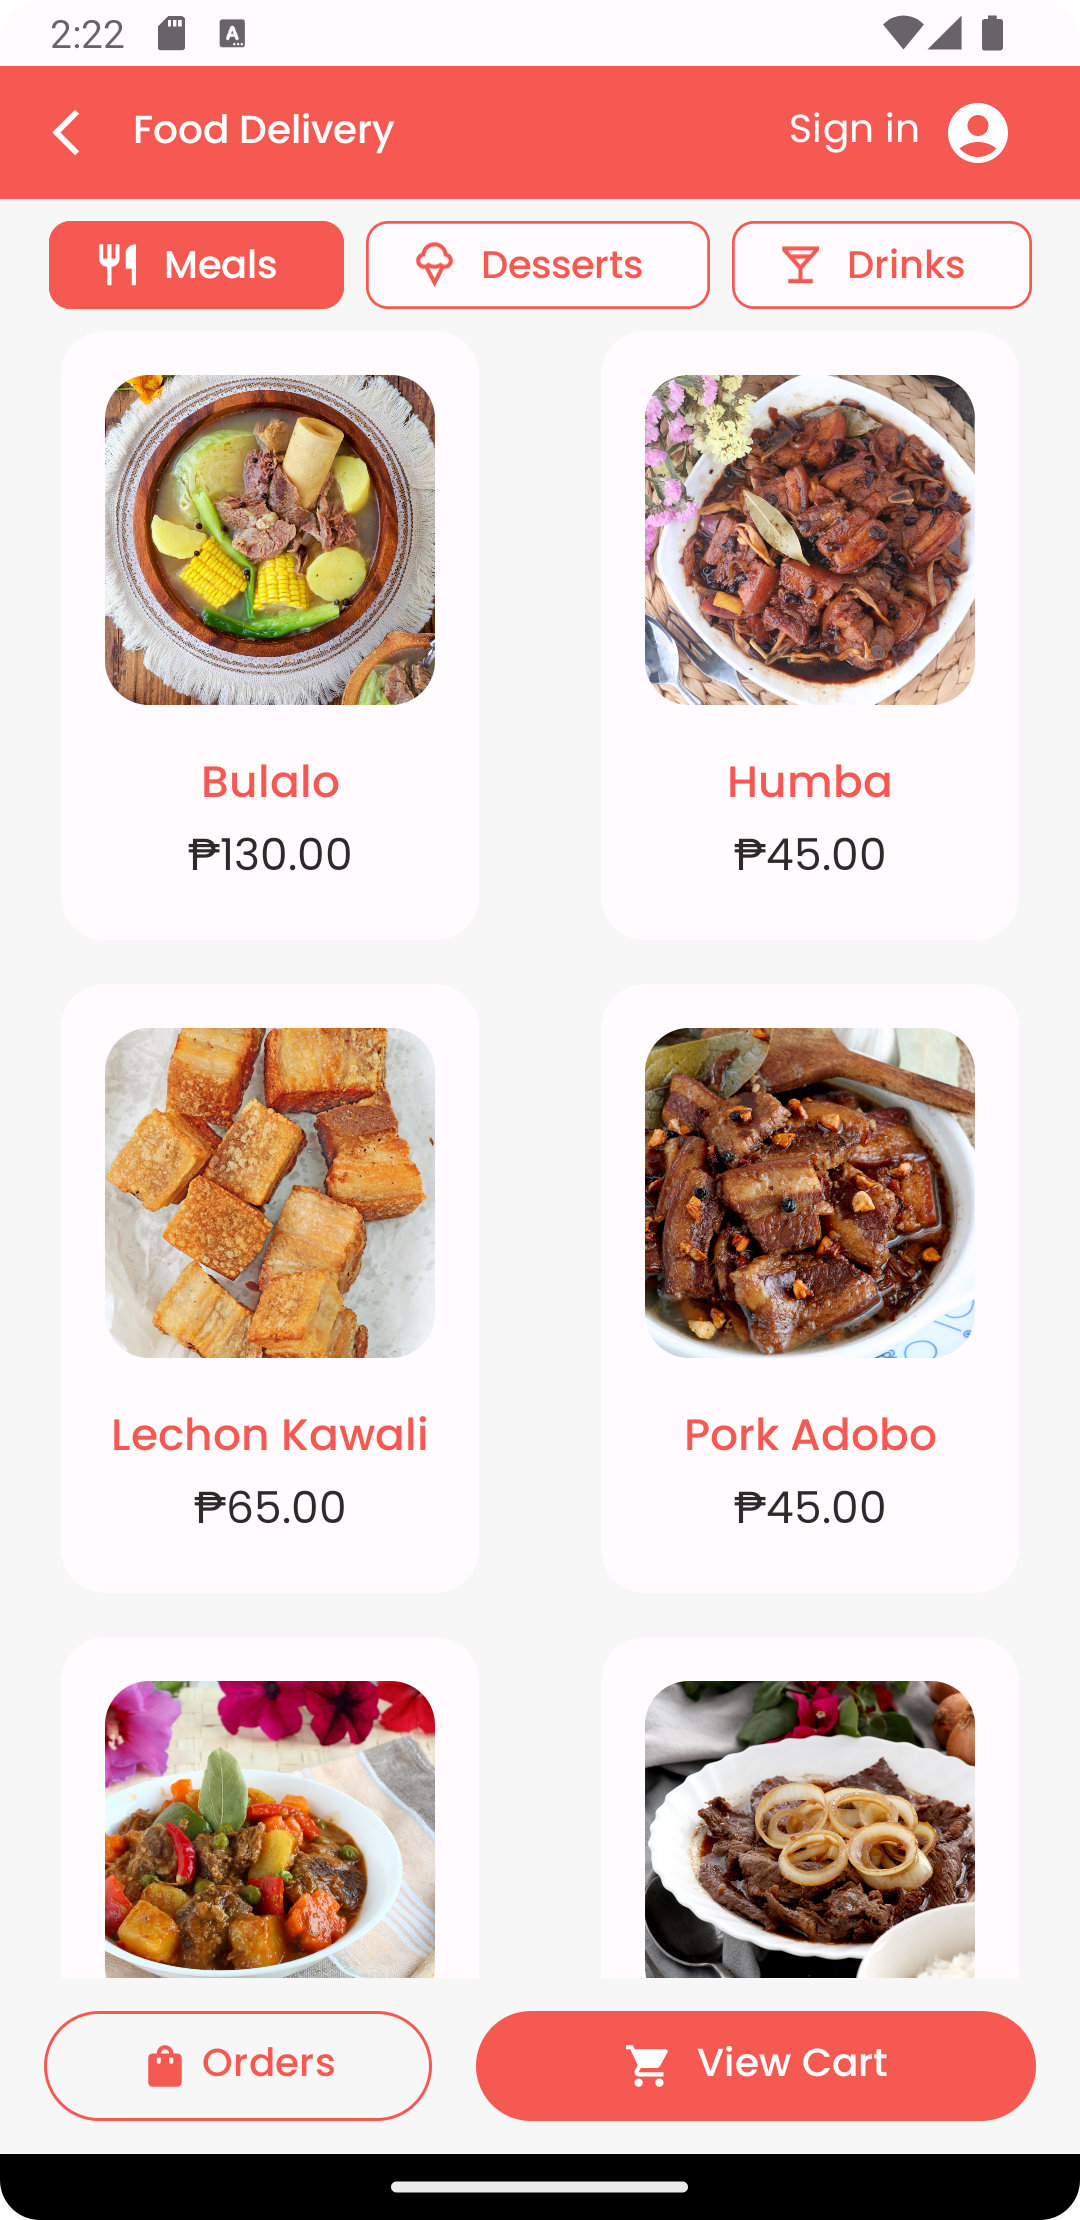 2:22
Food Delivery
Sign in
Meals
Desserts
Drinks
Bulalo
₱130.00
Humba
₱45.00
Lechon Kawali
₱65.00
Pork Adobo
₱45.00
Orders
View Cart